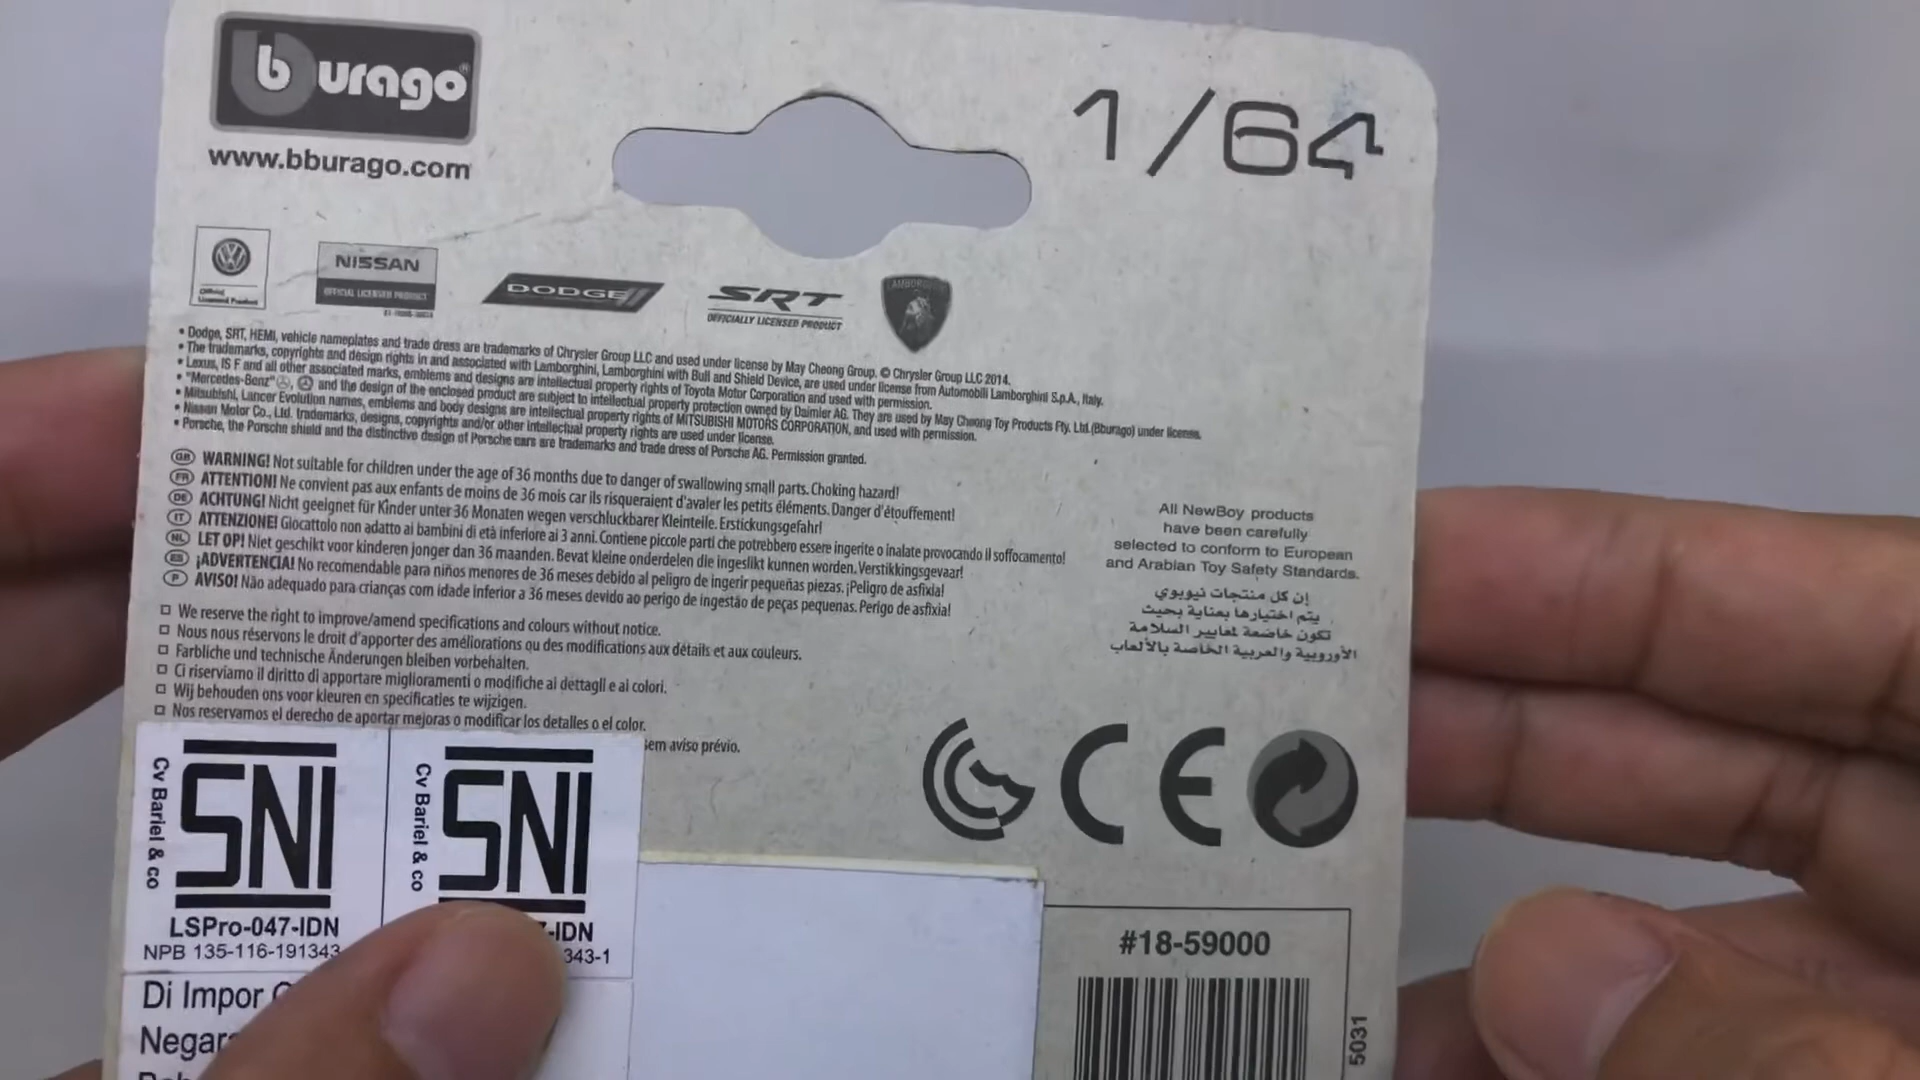 bburago®
1/64
www.bburago.com
Official
Licensed Product
NISSAN
OFFICIAL LICENSED PRODUCT
DODGE
SRT
OFFICIALLY LICENSED PRODUCT
LAMBORGHINI
• Dodge, SRT, HEMI, vehicle nameplates and trade dress are trademarks of Chrysler Group LLC and used under license by May Cheong Group. © Chrysler Group LLC 2014.
• The trademarks, copyrights and design rights in and associated with Lamborghini, Lamborghini with Bull and Shield Device, are used under license from Automobili Lamborghini S.p.A., Italy.
• Lexus, IS F and all other associated marks, emblems and designs are intellectual property rights of Toyota Motor Corporation and used with permission.
• "Mercedes-Benz", and the design of the enclosed product are subject to intellectual property protection owned by Daimler AG. They are used by May Cheong Toy Products Fty. Ltd.(Bburago) under license.
• Mitsubishi, Lancer Evolution names, emblems and body designs are intellectual property rights of MITSUBISHI MOTORS CORPORATION, and used with permission.
• Nissan Motor Co., Ltd. trademarks, designs, copyrights and/or other intellectual property rights are used under license.
• Porsche, the Porsche shield and the distinctive design of Porsche cars are trademarks and trade dress of Porsche AG. Permission granted.
GB WARNING! Not suitable for children under the age of 36 months due to danger of swallowing small parts. Choking hazard!
FR ATTENTION! Ne convient pas aux enfants de moins de 36 mois car ils risqueraient d'avaler les petits éléments. Danger d'étouffement!
DE ACHTUNG! Nicht geeignet für Kinder unter 36 Monaten wegen verschluckbarer Kleinteile. Erstickungsgefahr!
IT ATTENZIONE! Giocattolo non adatto ai bambini di età inferiore ai 3 anni. Contiene piccole parti che potrebbero essere ingerite o inalate provocando il soffocamento!
NL LET OP! Niet geschikt voor kinderen jonger dan 36 maanden. Bevat kleine onderdelen die ingeslikt kunnen worden. Verstikkingsgevaar!
ES ¡ADVERTENCIA! No recomendable para niños menores de 36 meses debido al peligro de ingerir pequeñas piezas. ¡Peligro de asfixia!
P AVISO! Não adequado para crianças com idade inferior a 36 meses devido ao perigo de ingestão de peças pequenas. Perigo de asfixia!
We reserve the right to improve/amend specifications and colours without notice.
Nous nous réservons le droit d'apporter des améliorations ou des modifications aux détails et aux couleurs.
Farbliche und technische Änderungen bleiben vorbehalten.
Ci riserviamo il diritto di apportare miglioramenti o modifiche ai dettagli e ai colori.
Wij behouden ons voor kleuren en specificaties te wijzigen.
Nos reservamos el derecho de aportar mejoras o modificar los detalles o el color.
sem aviso prévio.
All NewBoy products
have been carefully
selected to conform to European
and Arabian Toy Safety Standards.
إن كل منتجات نيوبوي
يتم اختيارها بعناية بحيث
تكون خاضعة لمعايير السلامة
الأوروبية والعربية الخاصة بالألعاب
CE
Cv Bariel & co
SNI
LSPro-047-IDN
NPB 135-116-191343
Cv Bariel & co
SNI
-IDN
343-1
Di Impor
Negar
#18-59000
5031